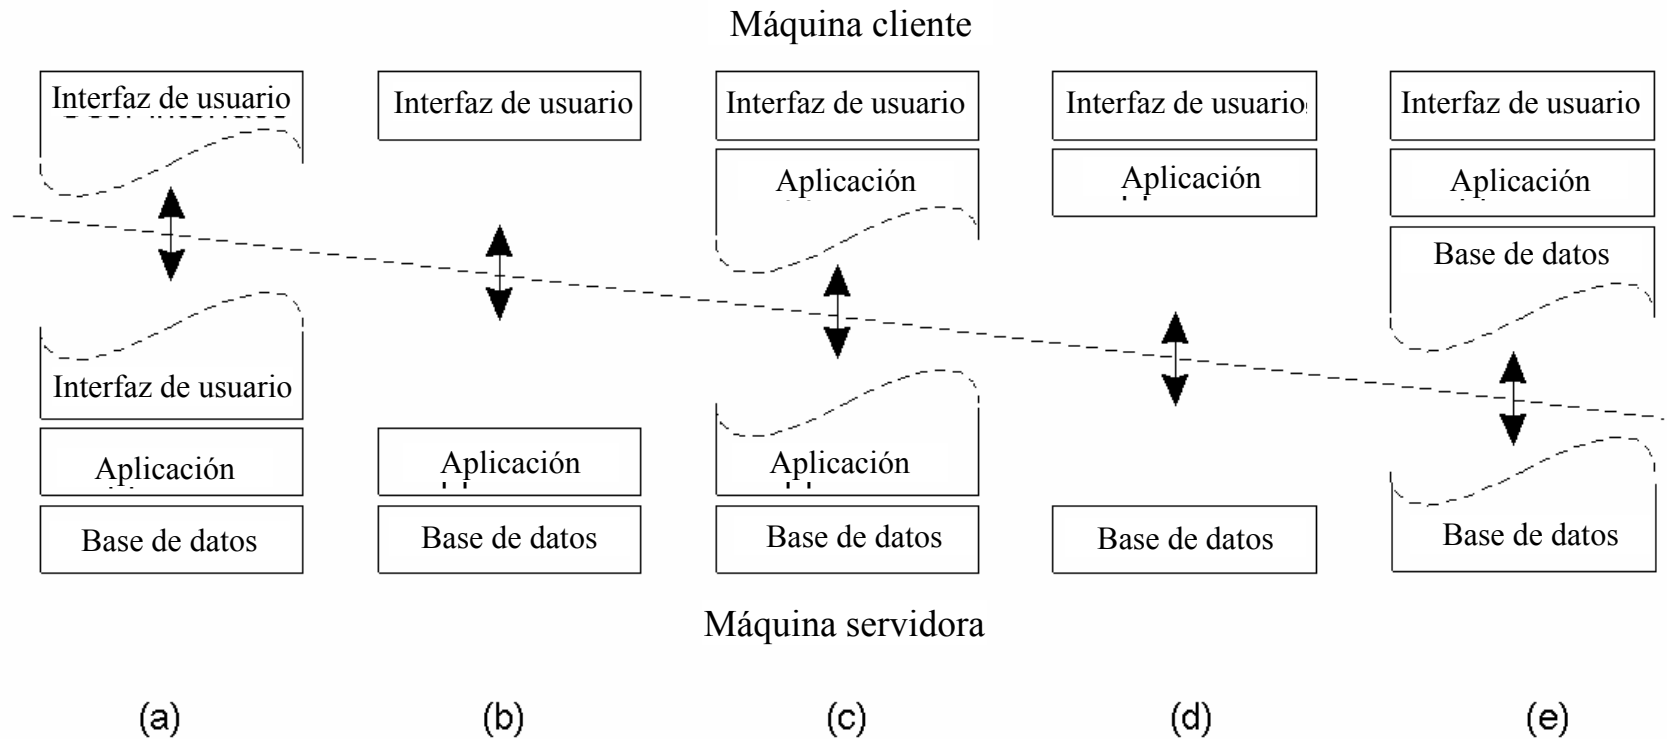 Máquina cliente
Interfaz de usuario
Interfaz de usuario
Interfaz de usuario
Interfaz de usuario
Interfaz de usuario
Aplicación
Aplicación
Aplicación
Base de datos
Interfaz de usuario
Aplicación
Aplicación
Aplicación
Base de datos
Base de datos
Base de datos
Base de datos
Base de datos
Máquina servidora
(a)
(b)
(c)
(d)
(e)